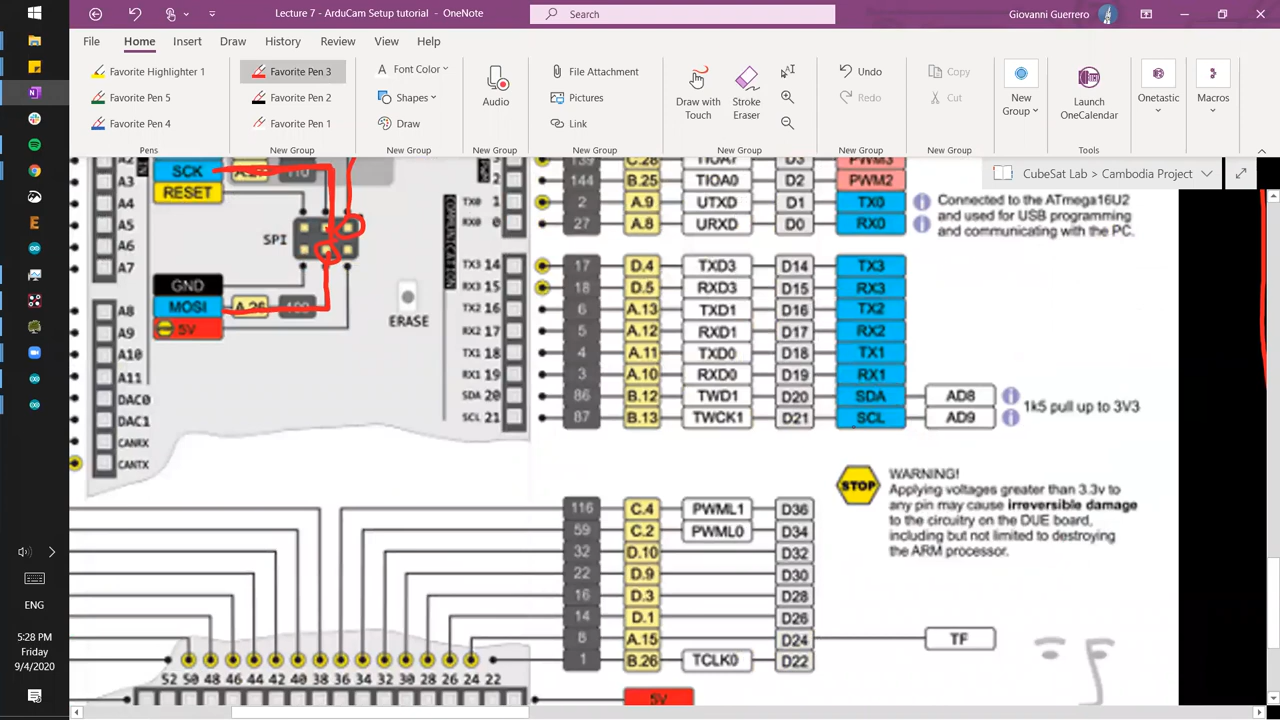 Lecture 7 - ArduCam Setup tutorial - OneNote
Search
Giovanni Guerrero
File Home Insert Draw History Review View Help
Favorite Highlighter 1
Favorite Pen 5
Favorite Pen 4
Pens
Favorite Pen 3
Favorite Pen 2
Favorite Pen 1
New Group
Font Color
Shapes
Draw
New Group
Audio
File Attachment
Pictures
Link
New Group
Draw with Touch
Stroke Eraser
New Group
Undo
Redo
Copy
Cut
New Group
New Group
Launch OneCalendar
Tools
Onetastic
Macros
CubeSat Lab > Cambodia Project
A2
A3
A4
A5
A6
A7
A8
A9
A10
A11
DAC0
DAC1
CANRX
CANTX
SCK
RESET
SPI
GND
MOSI A.26
5V
ERASE
COMMUNICATION
2
TX0 1
RX0 0
TX3 14
RX3 15
TX2 16
RX2 17
TX1 18
RX1 19
SDA 20
SCL 21
139 C.28 TIOA7 D3 PWM3
144 B.25 TIOA0 D2 PWM2
2 A.9 UTXD D1 TX0
27 A.8 URXD D0 RX0
Connected to the ATmega16U2
and used for USB programming
and communicating with the PC.
17 D.4 TXD3 D14 TX3
18 D.5 RXD3 D15 RX3
6 A.13 TXD1 D16 TX2
5 A.12 RXD1 D17 RX2
4 A.11 TXD0 D18 TX1
3 A.10 RXD0 D19 RX1
86 B.12 TWD1 D20 SDA AD8
87 B.13 TWCK1 D21 SCL AD9
1k5 pull up to 3V3
STOP
WARNING!
Applying voltages greater than 3.3v to
any pin may cause irreversible damage
to the circuitry on the DUE board,
including but not limited to destroying
the ARM processor.
116 C.4 PWML1 D36
59 C.2 PWML0 D34
32 D.10 D32
22 D.9 D30
16 D.3 D28
14 D.1 D26
8 A.15 D24 TF
1 B.26 TCLK0 D22
52 50 48 46 44 42 40 38 36 34 32 30 28 26 24 22
5V
ENG
5:28 PM
Friday
9/4/2020